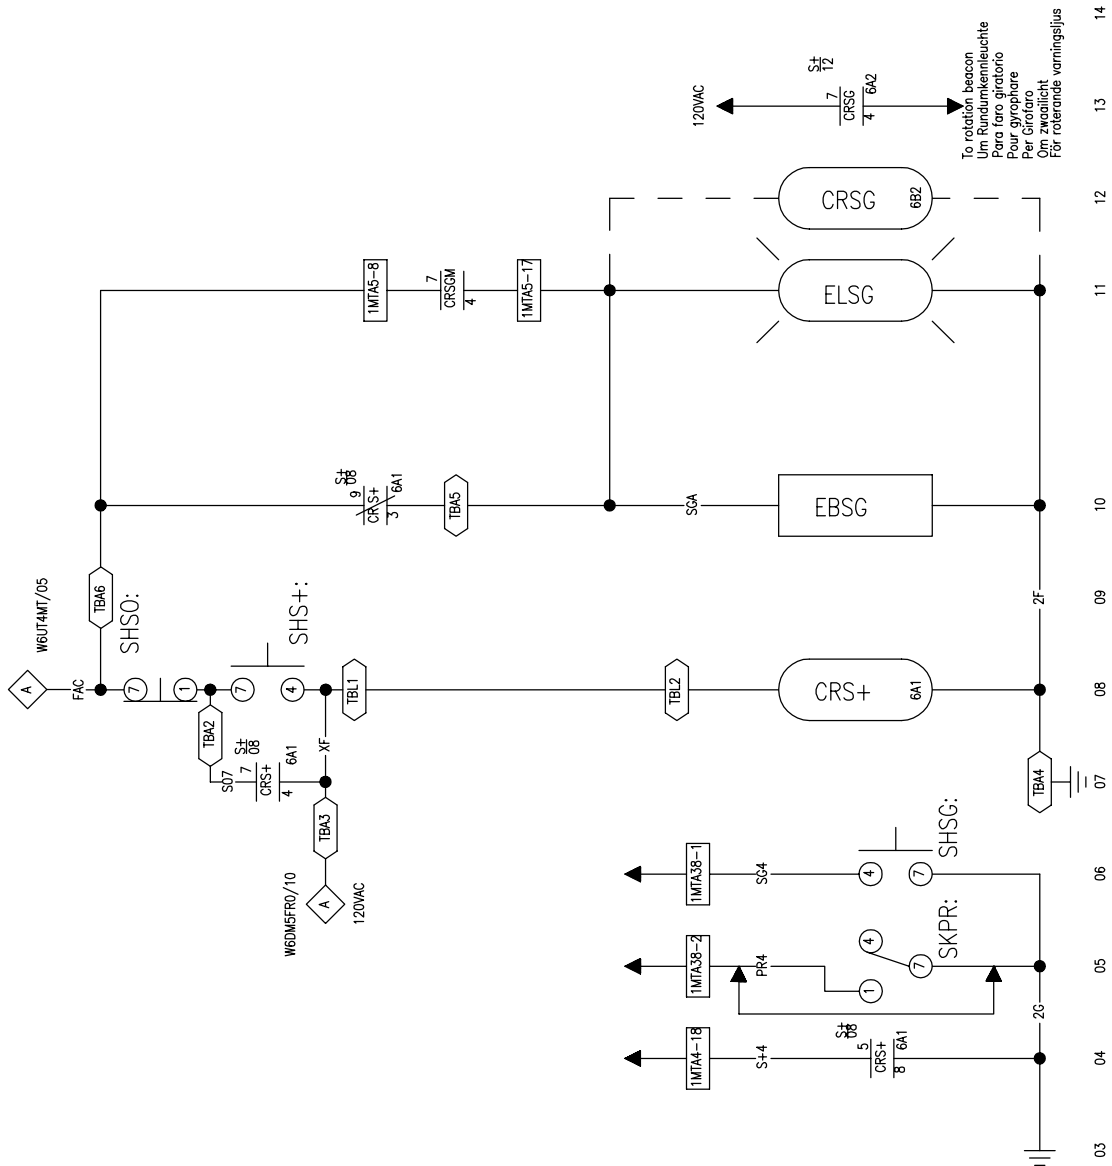 14
13
12
11
10
09
08
07
06
05
04
03
120VAC
S+
12
7
CRSG
4
6A2
To rotation beacon
Um Rundumkennleuchte
Para faro giratorio
Pour gyrophare
Per Girofaro
Om zwaailicht
För roterande varningsljus
CRSG
6B2
1MTA5-8
7
CRSGM
4
1MTA5-17
ELSG
S+
08
9
CRS+
3
6A1
TBA5
SGA
EBSG
W6UT4MT/05
TBA6
A
FAC
SHS0:
7
1
SHS+:
7
4
TBL1
TBL2
CRS+
6A1
2F
TBA2
S07
S+
08
7
CRS+
4
6A1
XF
TBA3
W6DM5FR0/10
A
120VAC
TBA4
1MTA38-1
SG4
4
7
SHSG:
1MTA38-2
PR4
4
1
7
SKPR:
2G
1MTA4-18
S+4
S+
08
5
CRS+
8
6A1